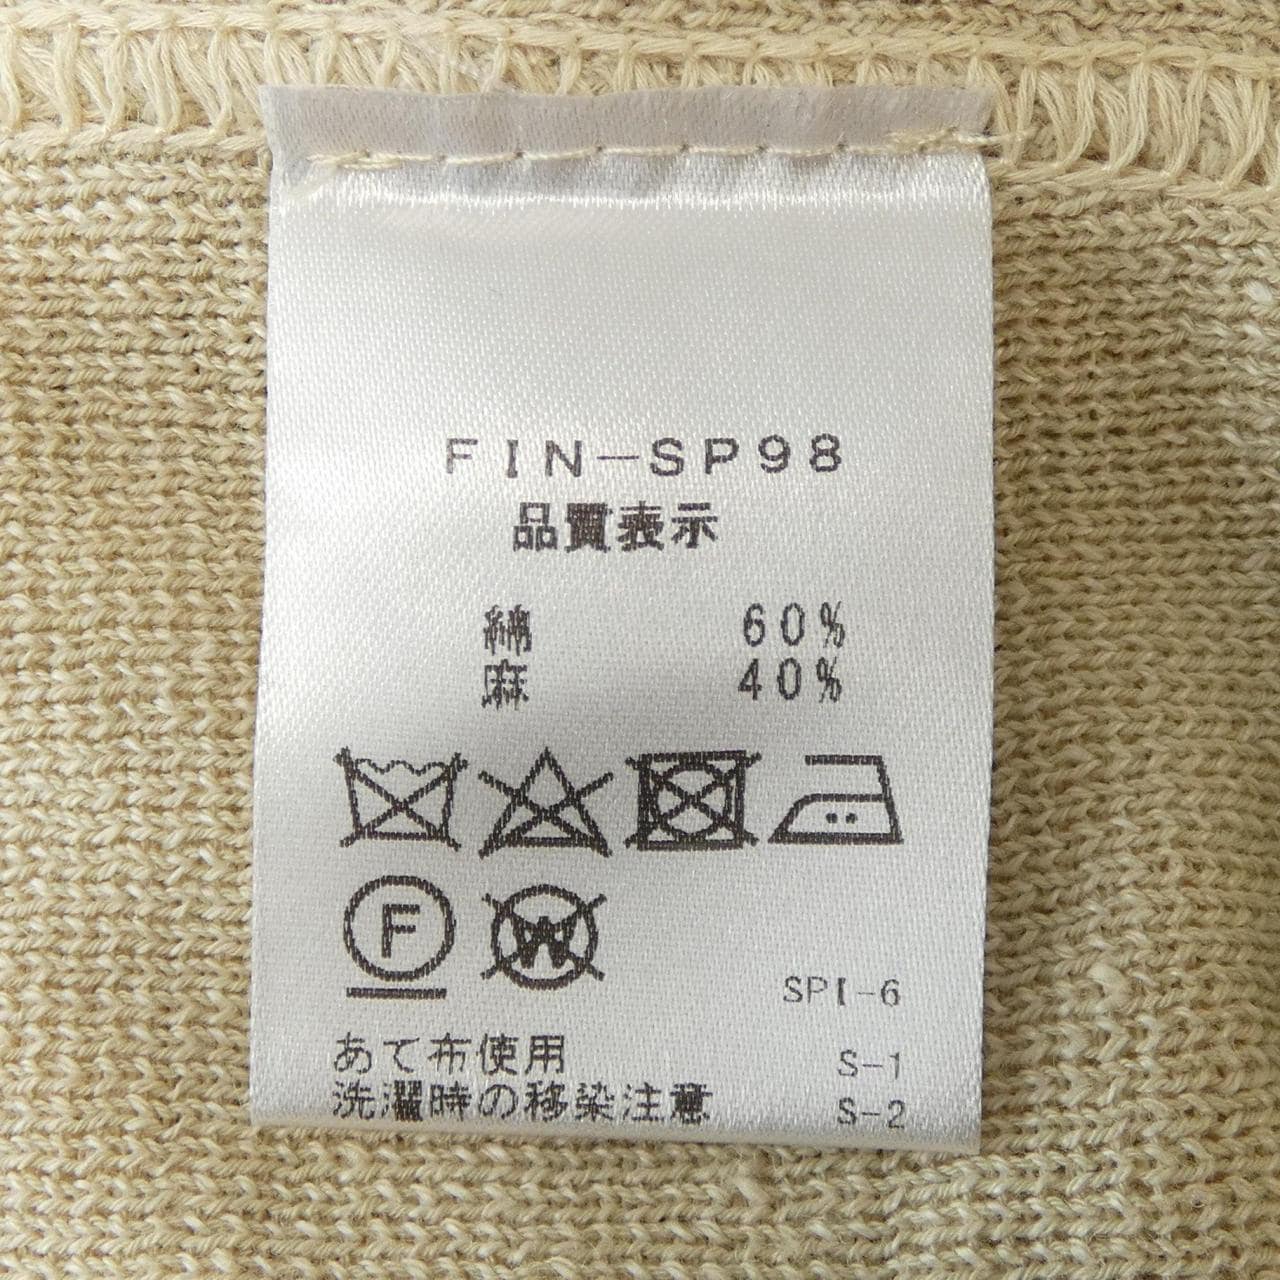 FIN-SP98
品質表示
綿 60%
麻 40%
F W
SPI-6
あて布使用 S-1
洗濯時の移染注意 S-2